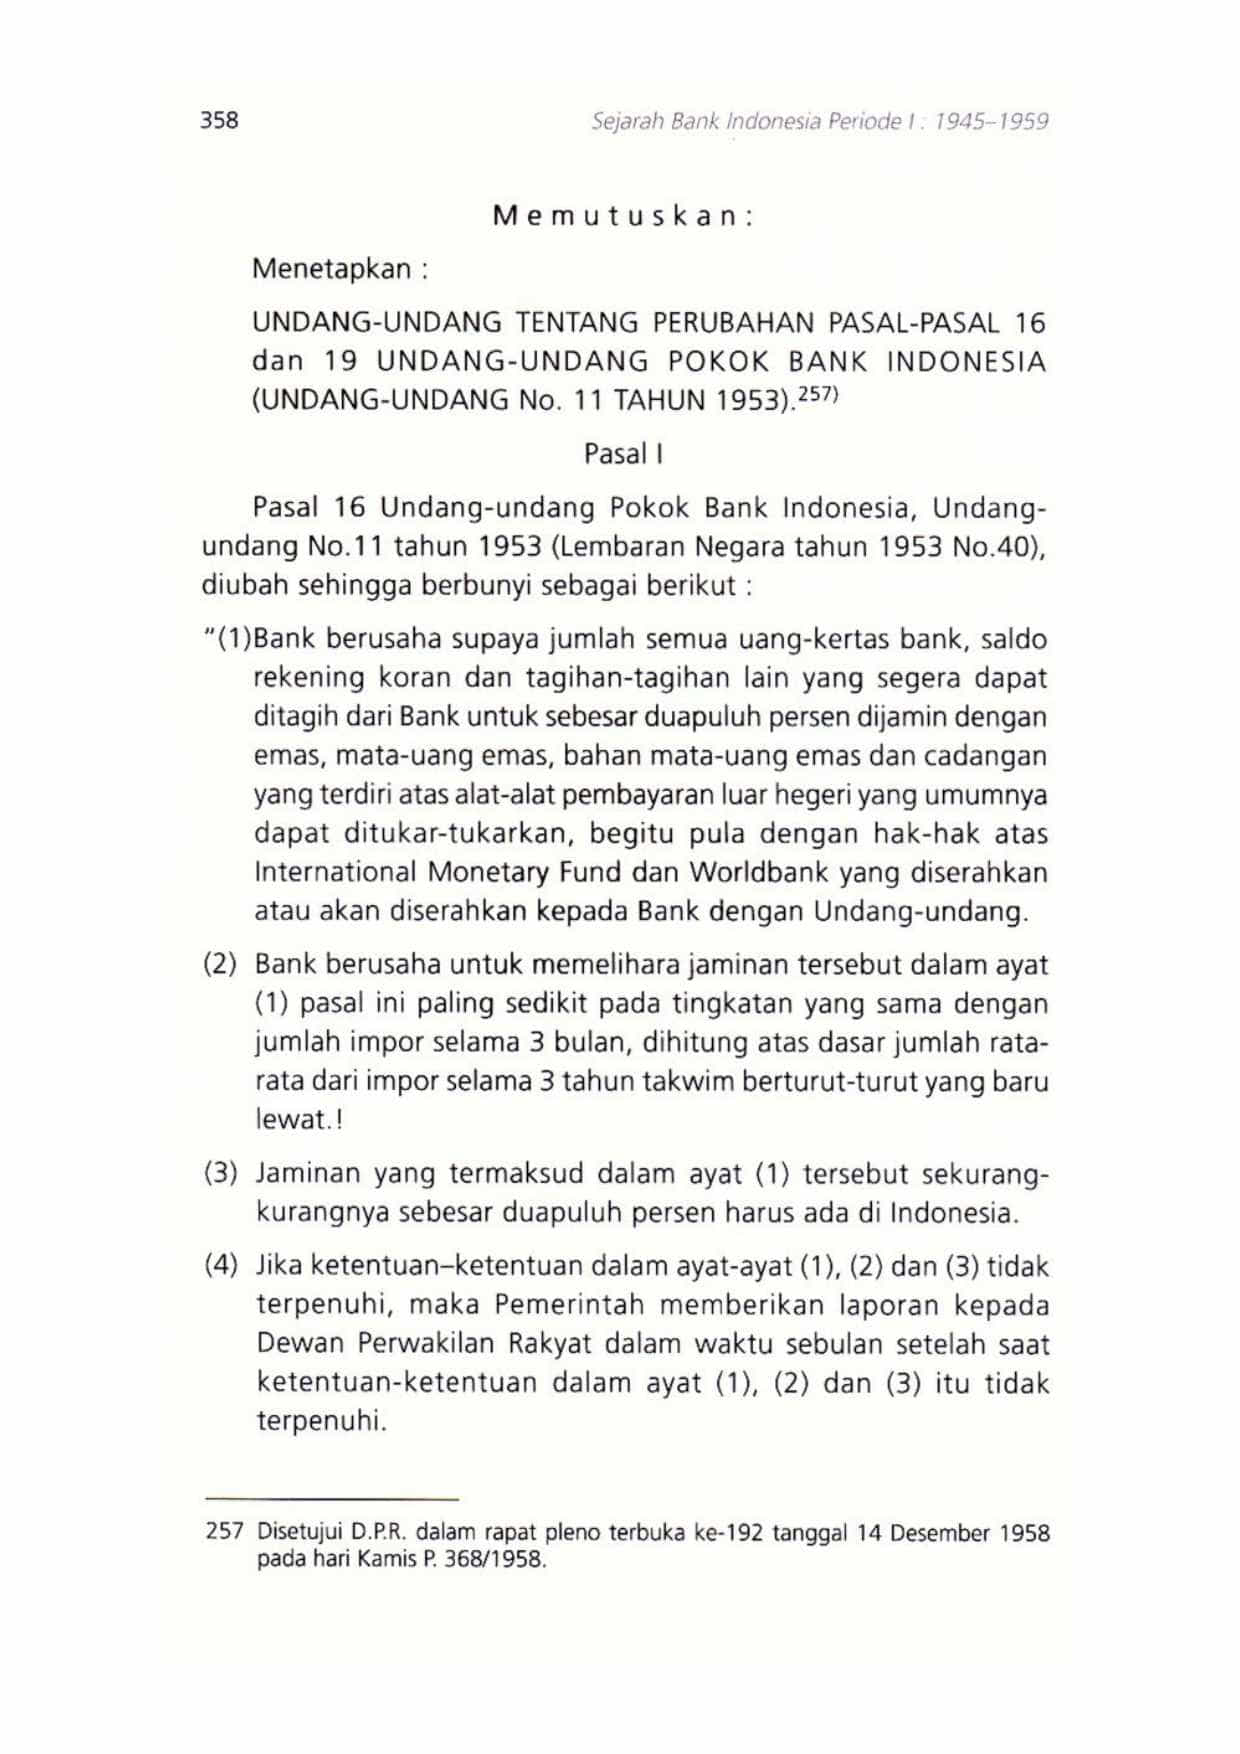 358 Sejarah Bank Indonesia Periode I : 1945–1959
Memutuskan:
Menetapkan :
UNDANG-UNDANG TENTANG PERUBAHAN PASAL-PASAL 16
dan 19 UNDANG-UNDANG POKOK BANK INDONESIA
(UNDANG-UNDANG No. 11 TAHUN 1953).257)
Pasal I
Pasal 16 Undang-undang Pokok Bank Indonesia, Undang-
undang No.11 tahun 1953 (Lembaran Negara tahun 1953 No.40),
diubah sehingga berbunyi sebagai berikut :
"(1)Bank berusaha supaya jumlah semua uang-kertas bank, saldo
rekening koran dan tagihan-tagihan lain yang segera dapat
ditagih dari Bank untuk sebesar duapuluh persen dijamin dengan
emas, mata-uang emas, bahan mata-uang emas dan cadangan
yang terdiri atas alat-alat pembayaran luar hegeri yang umumnya
dapat ditukar-tukarkan, begitu pula dengan hak-hak atas
International Monetary Fund dan Worldbank yang diserahkan
atau akan diserahkan kepada Bank dengan Undang-undang.
(2) Bank berusaha untuk memelihara jaminan tersebut dalam ayat
(1) pasal ini paling sedikit pada tingkatan yang sama dengan
jumlah impor selama 3 bulan, dihitung atas dasar jumlah rata-
rata dari impor selama 3 tahun takwim berturut-turut yang baru
lewat.!
(3) Jaminan yang termaksud dalam ayat (1) tersebut sekurang-
kurangnya sebesar duapuluh persen harus ada di Indonesia.
(4) Jika ketentuan–ketentuan dalam ayat-ayat (1), (2) dan (3) tidak
terpenuhi, maka Pemerintah memberikan laporan kepada
Dewan Perwakilan Rakyat dalam waktu sebulan setelah saat
ketentuan-ketentuan dalam ayat (1), (2) dan (3) itu tidak
terpenuhi.
257 Disetujui D.P.R. dalam rapat pleno terbuka ke-192 tanggal 14 Desember 1958
pada hari Kamis P. 368/1958.